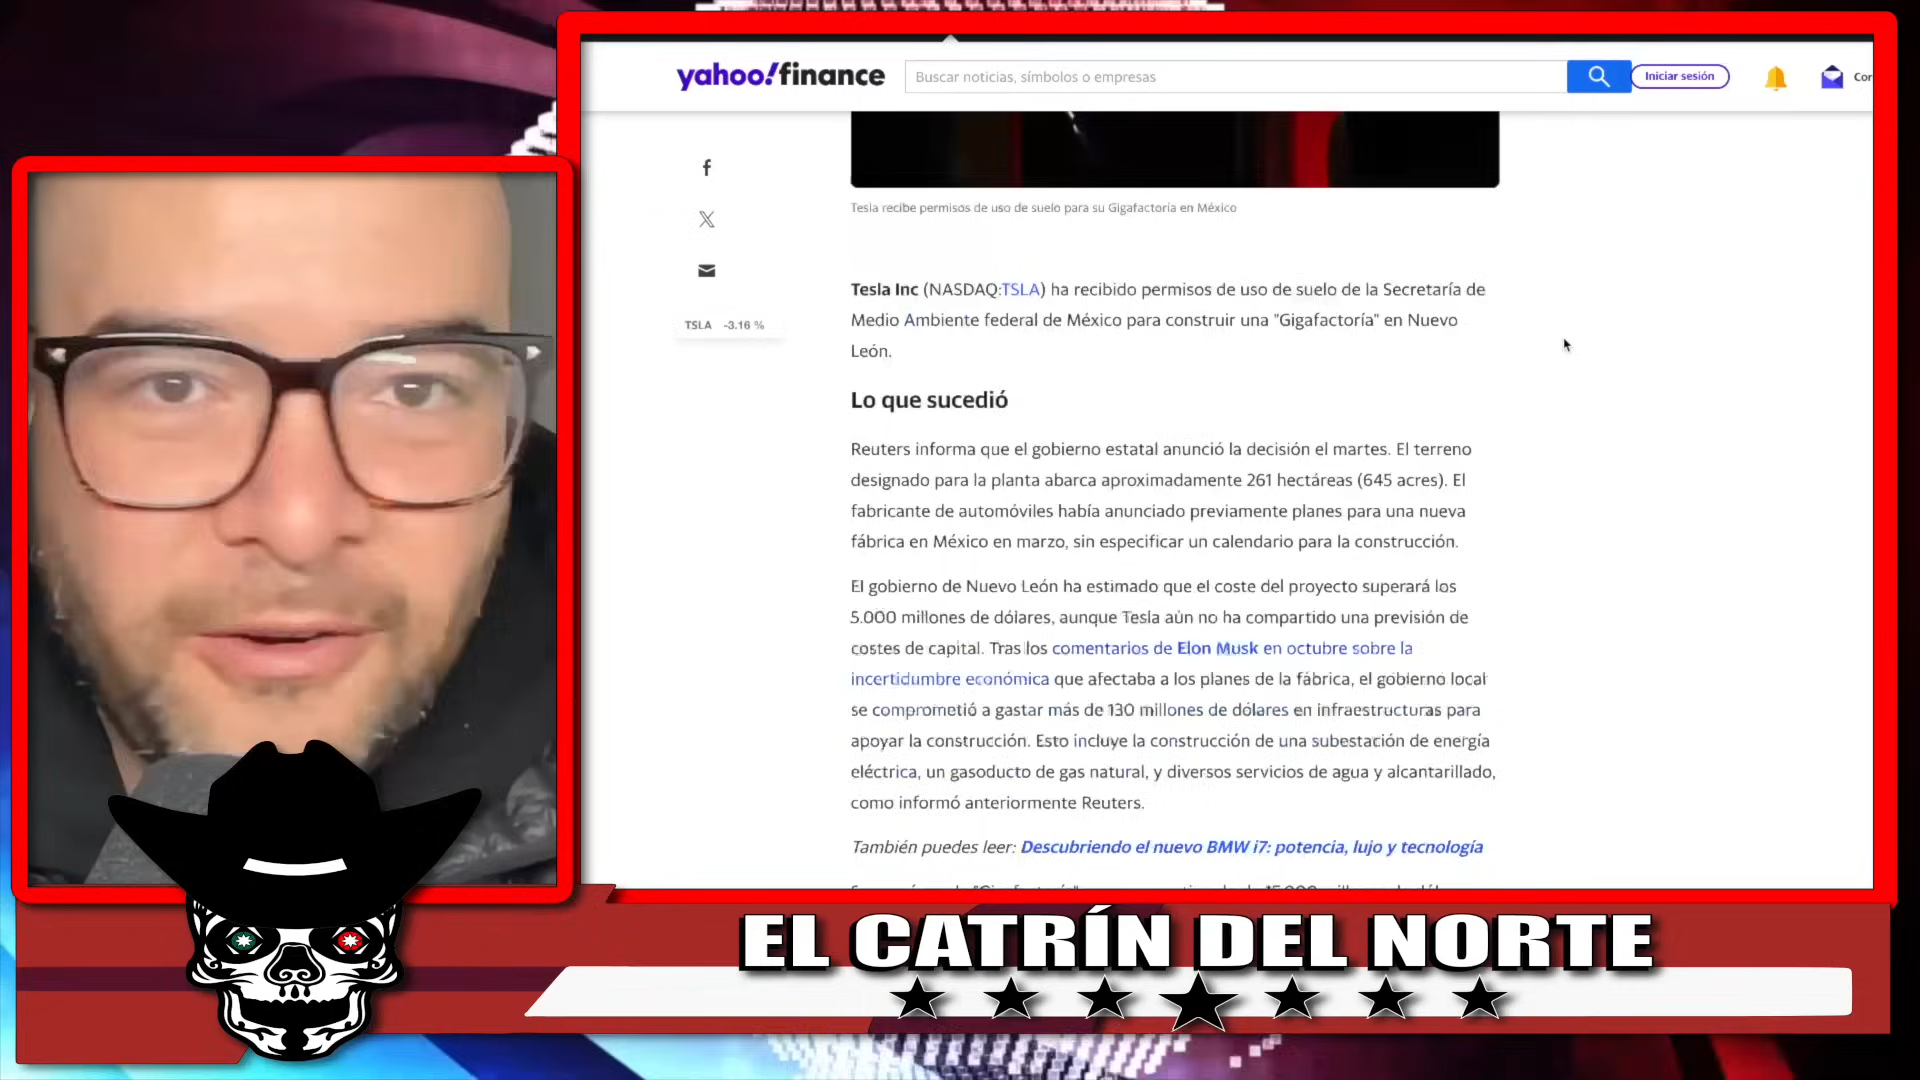 yahoo!finance
Buscar noticias, símbolos o empresas
Iniciar sesión
Cor
Tesla recibe permisos de uso de suelo para su Gigafactoría en México
TSLA -3.16 %
Tesla Inc (NASDAQ:TSLA) ha recibido permisos de uso de suelo de la Secretaría de
Medio Ambiente federal de México para construir una "Gigafactoría" en Nuevo
León.
Lo que sucedió
Reuters informa que el gobierno estatal anunció la decisión el martes. El terreno
designado para la planta abarca aproximadamente 261 hectáreas (645 acres). El
fabricante de automóviles había anunciado previamente planes para una nueva
fábrica en México en marzo, sin especificar un calendario para la construcción.
El gobierno de Nuevo León ha estimado que el coste del proyecto superará los
5.000 millones de dólares, aunque Tesla aún no ha compartido una previsión de
costes de capital. Tras los comentarios de Elon Musk en octubre sobre la
incertidumbre económica que afectaba a los planes de la fábrica, el gobierno local
se comprometió a gastar más de 130 millones de dólares en infraestructuras para
apoyar la construcción. Esto incluye la construcción de una subestación de energía
eléctrica, un gasoducto de gas natural, y diversos servicios de agua y alcantarillado,
como informó anteriormente Reuters.
También puedes leer: Descubriendo el nuevo BMW i7: potencia, lujo y tecnología
EL CATRÍN DEL NORTE